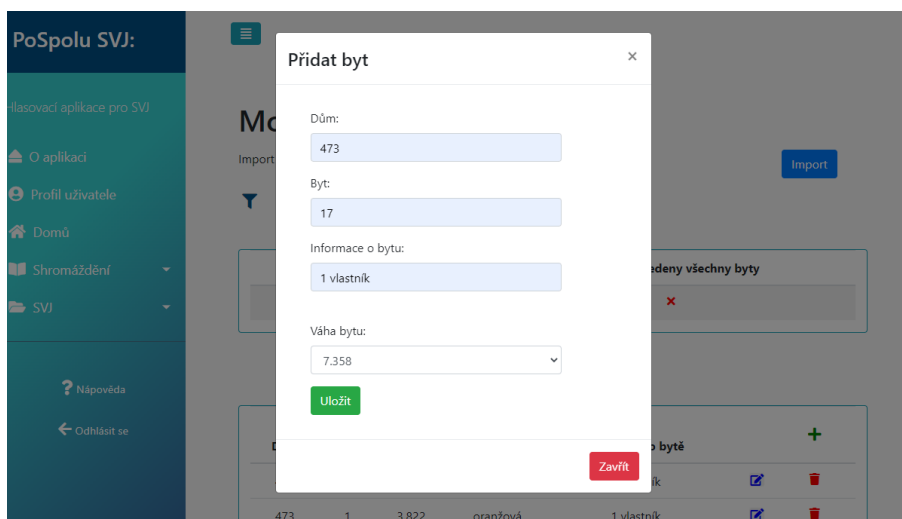 PoSpolu SVJ:
Hlasovací aplikace pro SVJ
O aplikaci
Profil uživatele
Domů
Shromáždění
SVJ
? Nápověda
Odhlásit se
Přidat byt
×
Dům:
473
Byt:
17
Informace o bytu:
1 vlastník
Váha bytu:
7.358
Uložit
Zavřít
Import
Import
všechny byty
bytě
473 1 3.822 oranžová 1 vlastník